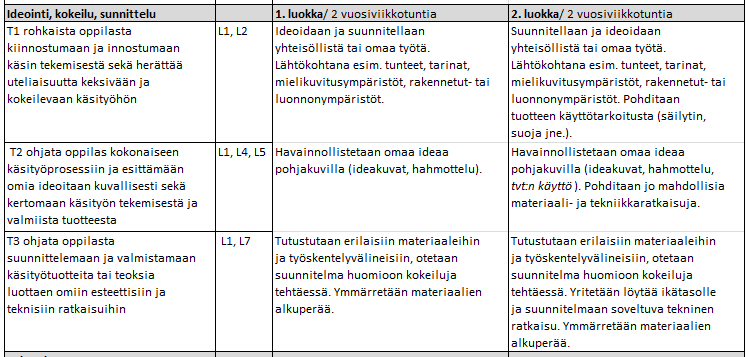 Ideointi, kokeilu, sunnittelu
1. luokka/ 2 vuosiviikkotuntia
2. luokka/ 2 vuosiviikkotuntia
T1 rohkaista oppilasta
kiinnostumaan ja innostumaan
käsin tekemisestä sekä herättää
uteliaisuutta keksivään ja
kokeilevaan käsityöhön
L1, L2
Ideoidaan ja suunnitellaan
yhteisöllistä tai omaa työtä.
Lähtökohtana esim. tunteet, tarinat,
mielikuvitusympäristöt, rakennetut- tai
luonnonympäristöt.
Suunnitellaan ja ideoidaan
yhteisöllistä tai omaa työtä.
Lähtökohtana esim. tunteet, tarinat,
mielikuvitusympäristöt, rakennetut- tai
luonnonympäristöt. Pohditaan
tuotteen käyttötarkoitusta (säilytin,
suoja jne.).
T2 ohjata oppilas kokonaiseen
käsityöprosessiin ja esittämään
omia ideoitaan kuvallisesti sekä
kertomaan käsityön tekemisestä ja
valmiista tuotteesta
L1, L4, L5
Havainnollistetaan omaa ideaa
pohjakuvilla (ideakuvat, hahmottelu).
Havainnollistetaan omaa ideaa
pohjakuvilla (ideakuvat, hahmottelu,
tvt:n käyttö ). Pohditaan jo mahdollisia
materiaali- ja tekniikkaratkaisuja.
T3 ohjata oppilasta
suunnittelemaan ja valmistamaan
käsityötuotteita tai teoksia
luottaen omiin esteettisiin ja
teknisiin ratkaisuihin
L1, L7
Tutustutaan erilaisiin materiaaleihin
ja työskentelyvälineisiin, otetaan
suunnitelma huomioon kokeiluja
tehtäessä. Ymmärretään materiaalien
alkuperää.
Tutustutaan erilaisiin materiaaleihin
ja työskentelyvälineisiin, otetaan
suunnitelma huomioon kokeiluja
tehtäessä. Yritetään löytää ikätasolle
ja suunnitelmaan soveltuva tekninen
ratkaisu. Ymmärretään materiaalien
alkuperää.